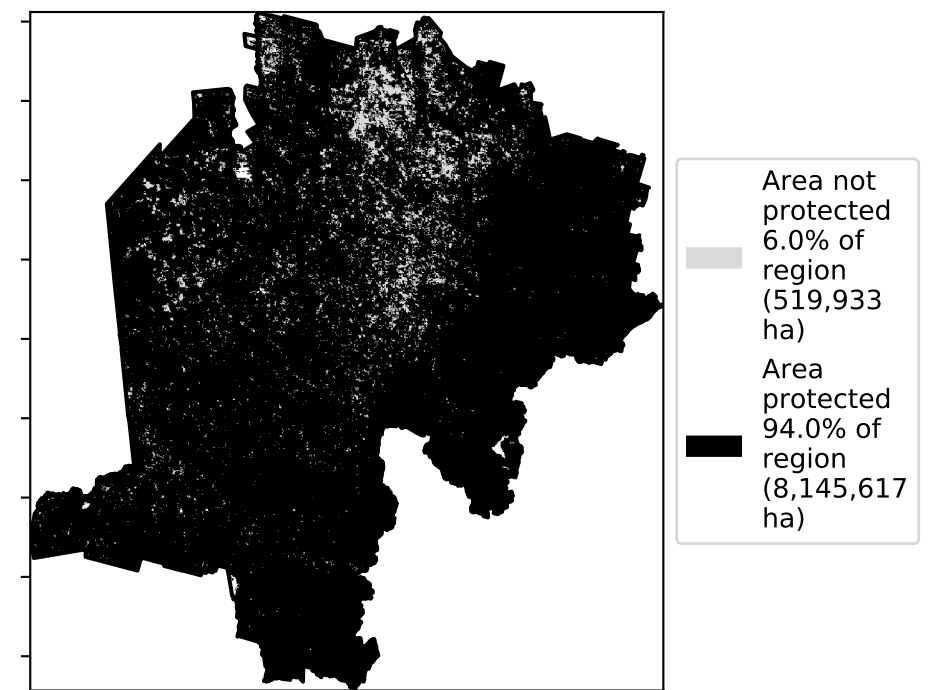 Area not
protected
6.0% of
region
(519,933
ha)
Area
protected
94.0% of
region
(8,145,617
ha)